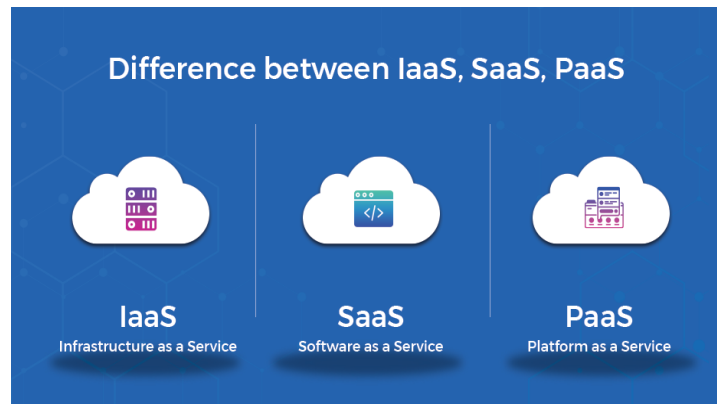 Difference between IaaS, SaaS, PaaS
</>
IaaS
Infrastructure as a Service
SaaS
Software as a Service
PaaS
Platform as a Service